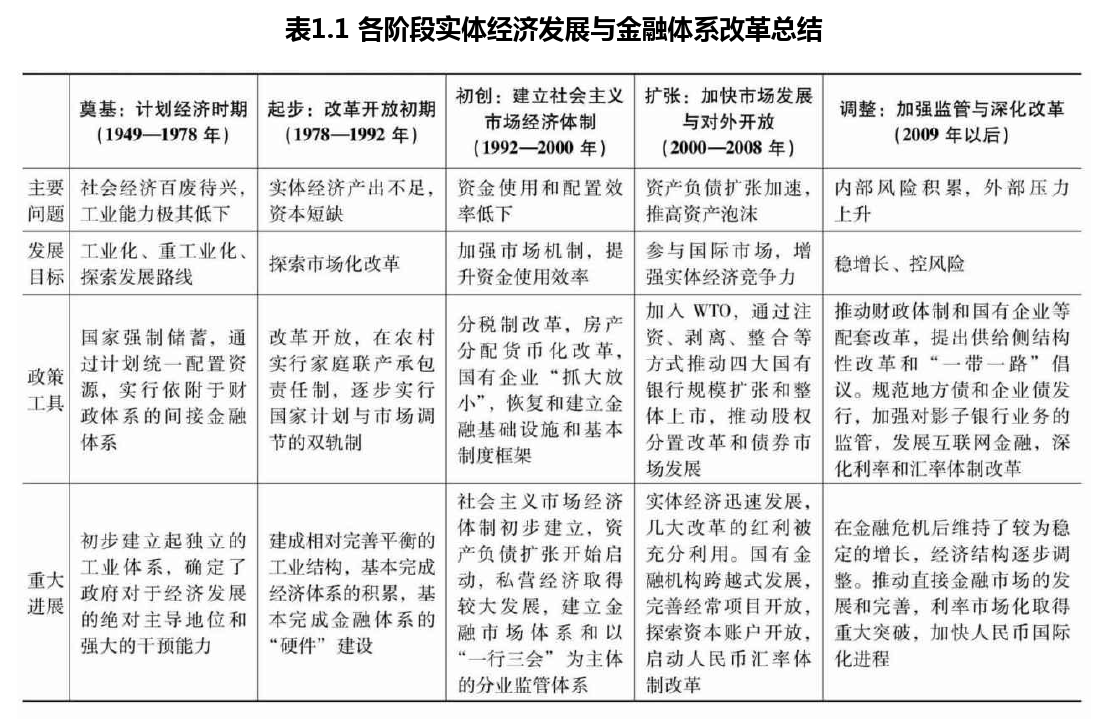 表1.1 各阶段实体经济发展与金融体系改革总结
奠基：计划经济时期
（1949—1978 年）
起步：改革开放初期
（1978—1992 年）
初创：建立社会主义
市场经济体制
（1992—2000 年）
扩张：加快市场发展
与对外开放
（2000—2008 年）
调整：加强监管与深化改革
（2009 年以后）
主要
问题
社会经济百废待兴，
工业能力极其低下
实体经济产出不足，
资本短缺
资金使用和配置效
率低下
资产负债扩张加速，
推高资产泡沫
内部风险积累，外部压力
上升
发展
目标
工业化、重工业化、
探索发展路线
探索市场化改革
加强市场机制，提
升资金使用效率
参与国际市场，增
强实体经济竞争力
稳增长、控风险
政策
工具
国家强制储蓄，通
过计划统一配置资
源，实行依附于财
政体系的间接金融
体系
改革开放，在农村
实行家庭联产承包
责任制，逐步实行
国家计划与市场调
节的双轨制
分税制改革，房产
分配货币化改革，
国有企业“抓大放
小”，恢复和建立金
融基础设施和基本
制度框架
加入 WTO，通过注
资、剥离、整合等
方式推动四大国有
银行规模扩张和整
体上市，推动股权
分置改革和债券市
场发展
推动财政体制和国有企业等
配套改革，提出供给侧结构
性改革和“一带一路”倡
议。规范地方债和企业债发
行，加强对影子银行业务的
监管，发展互联网金融，深
化利率和汇率体制改革
重大
进展
初步建立起独立的
工业体系，确定了
政府对于经济发展
的绝对主导地位和
强大的干预能力
建成相对完善平衡的
工业结构，基本完成
经济体系的积累，基
本完成金融体系的
“硬件”建设
社会主义市场经济
体制初步建立，资
产负债扩张开始启
动，私营经济取得
较大发展，建立金
融市场体系和以
“一行三会”为主体
的分业监管体系
实体经济迅速发展，
几大改革的红利被
充分利用。国有金
融机构跨越式发展，
完善经常项目开放，
探索资本账户开放，
启动人民币汇率体
制改革
在金融危机后维持了较为稳
定的增长，经济结构逐步调
整。推动直接金融市场的发
展和完善，利率市场化取得
重大突破，加快人民币国际
化进程